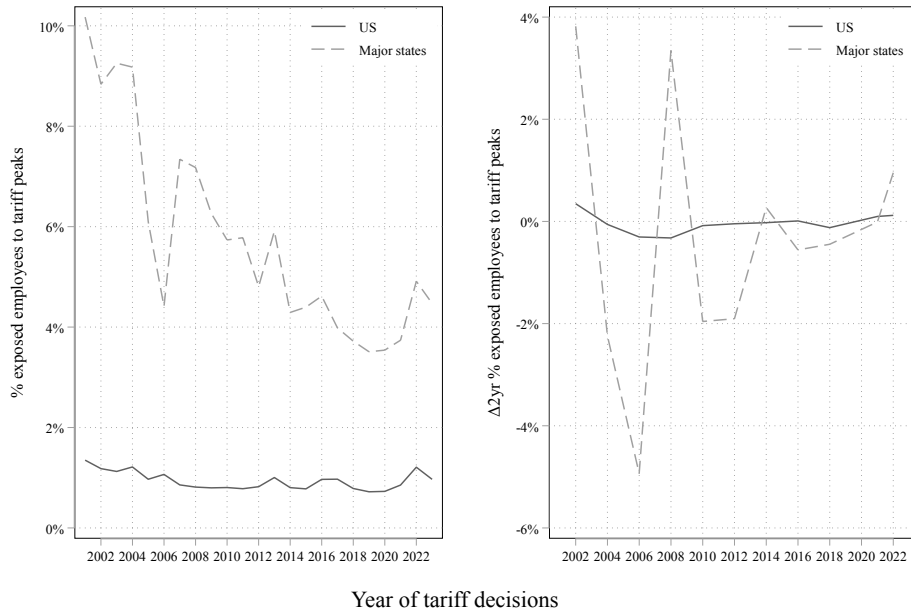 % exposed employees to tariff peaks
10%
8%
6%
4%
2%
0%
US
Major states
2002 2004 2006 2008 2010 2012 2014 2016 2018 2020 2022
Δ2yr % exposed employees to tariff peaks
4%
2%
0%
-2%
-4%
-6%
US
Major states
2002 2004 2006 2008 2010 2012 2014 2016 2018 2020 2022
Year of tariff decisions